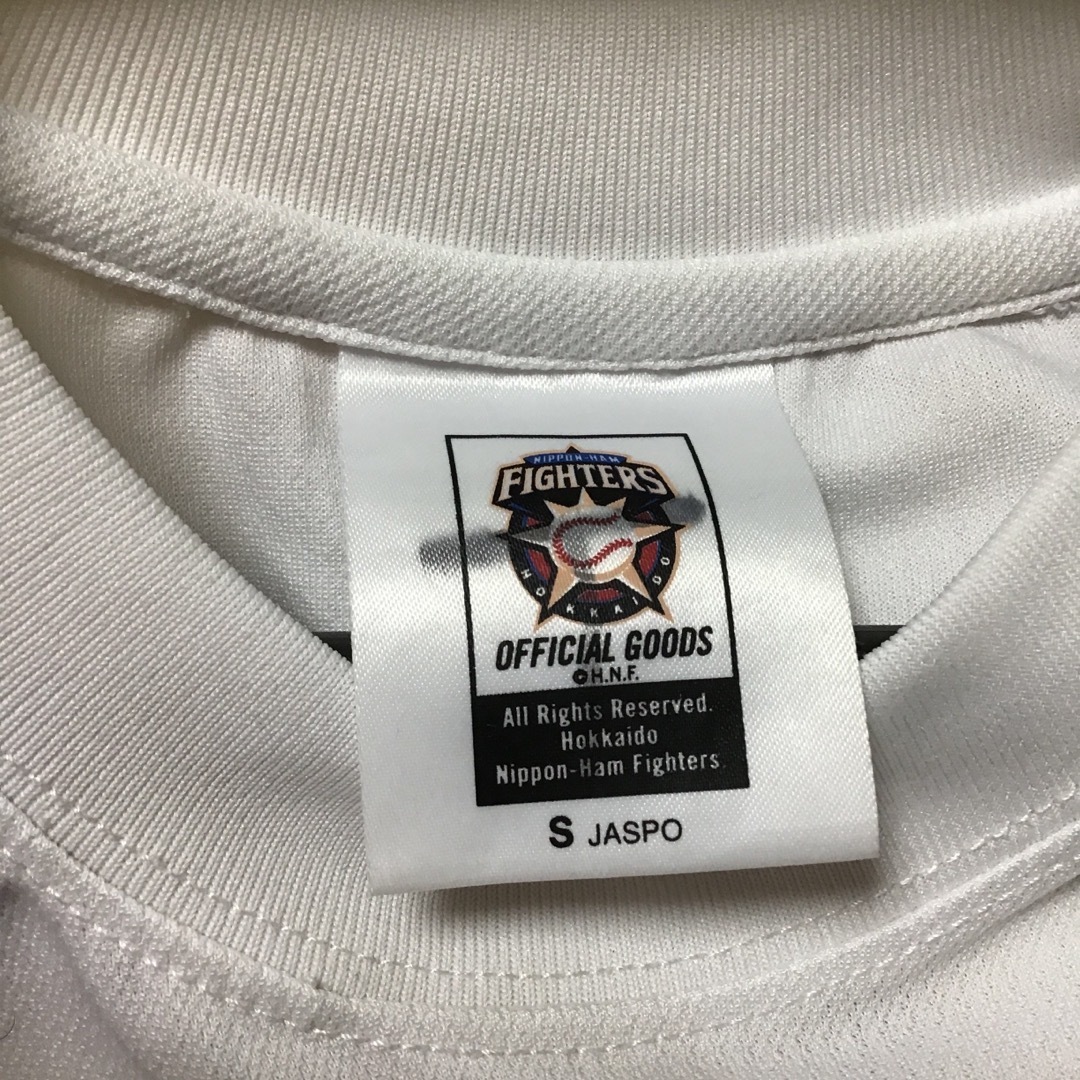 NIPPON-HAM
FIGHTERS
HOKKAIDO
OFFICIAL GOODS
©H.N.F.
All Rights Reserved.
Hokkaido
Nippon-Ham Fighters
S JASPO